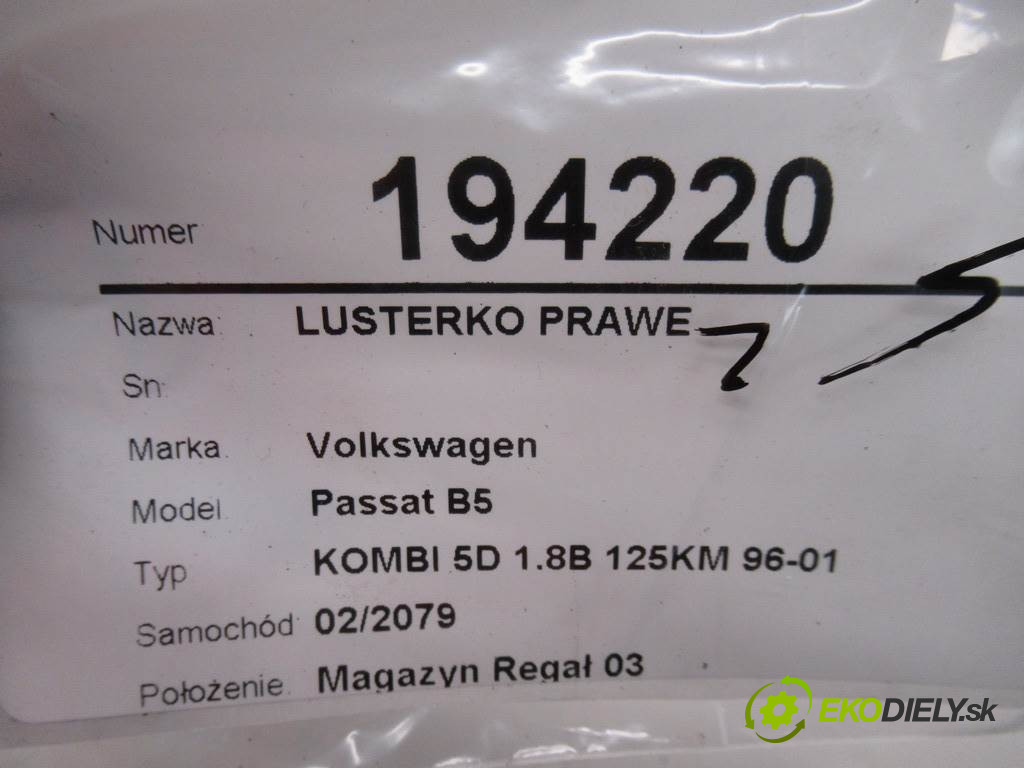 Numer 194220
Nazwa: LUSTERKO PRAWE
Sn:
Marka: Volkswagen
Model: Passat B5
Typ KOMBI 5D 1.8B 125KM 96-01
Samochód: 02/2079
Położenie: Magazyn Regał 03
EKODIELY.sk